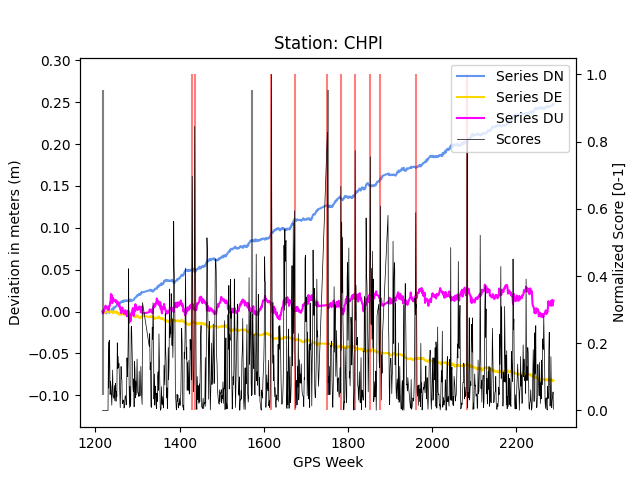 Station: CHPI
0.30
0.25
0.20
0.15
0.10
0.05
0.00
−0.05
−0.10
Deviation in meters (m)
1200 1400 1600 1800 2000 2200
GPS Week
1.0
0.8
0.6
0.4
0.2
0.0
Normalized Score [0-1]
Series DN
Series DE
Series DU
Scores